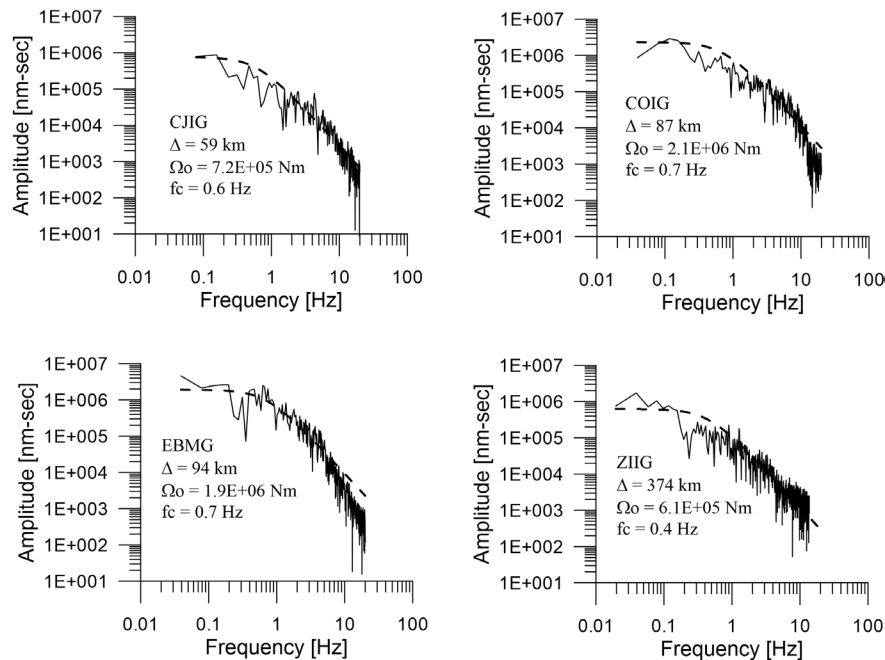 1E+007
1E+006
1E+005
1E+004
1E+003
1E+002
1E+001
Amplitude [nm-sec]
CJIG
Δ = 59 km
Ωo = 7.2E+05 Nm
fc = 0.6 Hz
0.01 0.1 1 10 100
Frequency [Hz]
1E+007
1E+006
1E+005
1E+004
1E+003
1E+002
1E+001
Amplitude [nm-sec]
COIG
Δ = 87 km
Ωo = 2.1E+06 Nm
fc = 0.7 Hz
0.01 0.1 1 10 100
Frequency [Hz]
1E+007
1E+006
1E+005
1E+004
1E+003
1E+002
1E+001
Amplitude [nm-sec]
EBMG
Δ = 94 km
Ωo = 1.9E+06 Nm
fc = 0.7 Hz
0.01 0.1 1 10 100
Frequency [Hz]
1E+007
1E+006
1E+005
1E+004
1E+003
1E+002
1E+001
Amplitude [nm-sec]
ZIIG
Δ = 374 km
Ωo = 6.1E+05 Nm
fc = 0.4 Hz
0.01 0.1 1 10 100
Frequency [Hz]